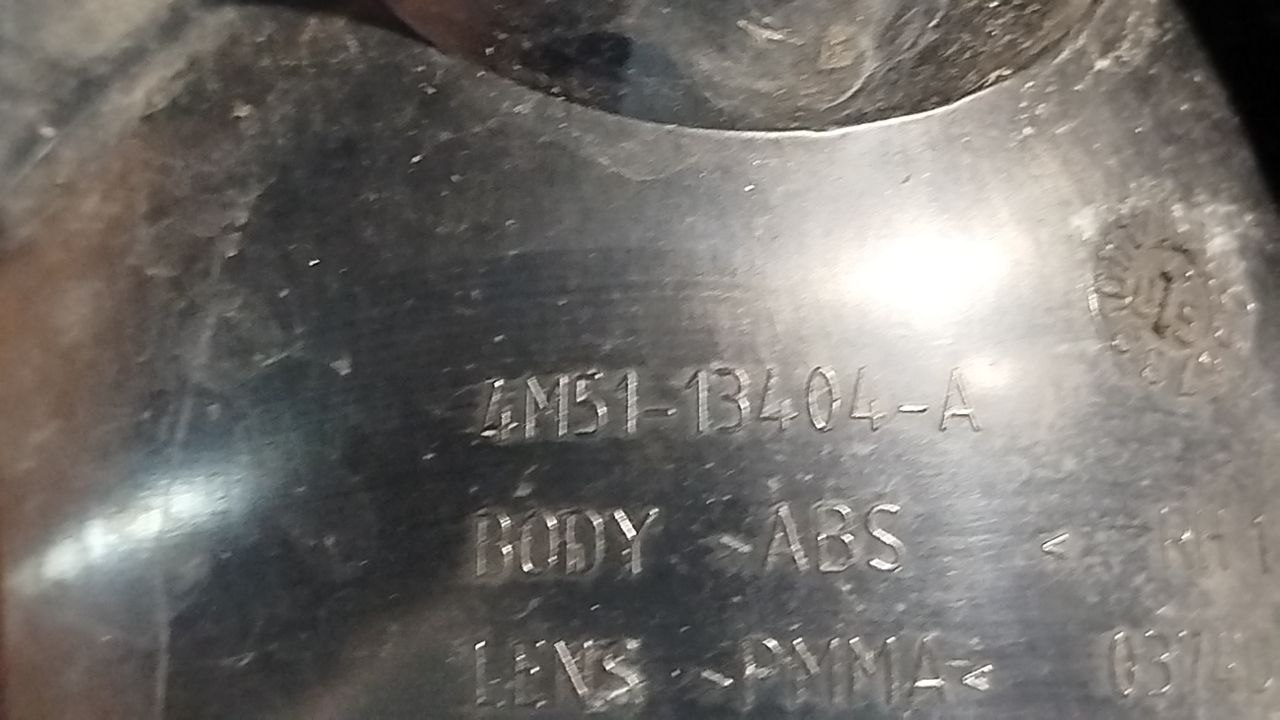 4M51-13404-A
BODY >ABS <
LENS >PMMA<